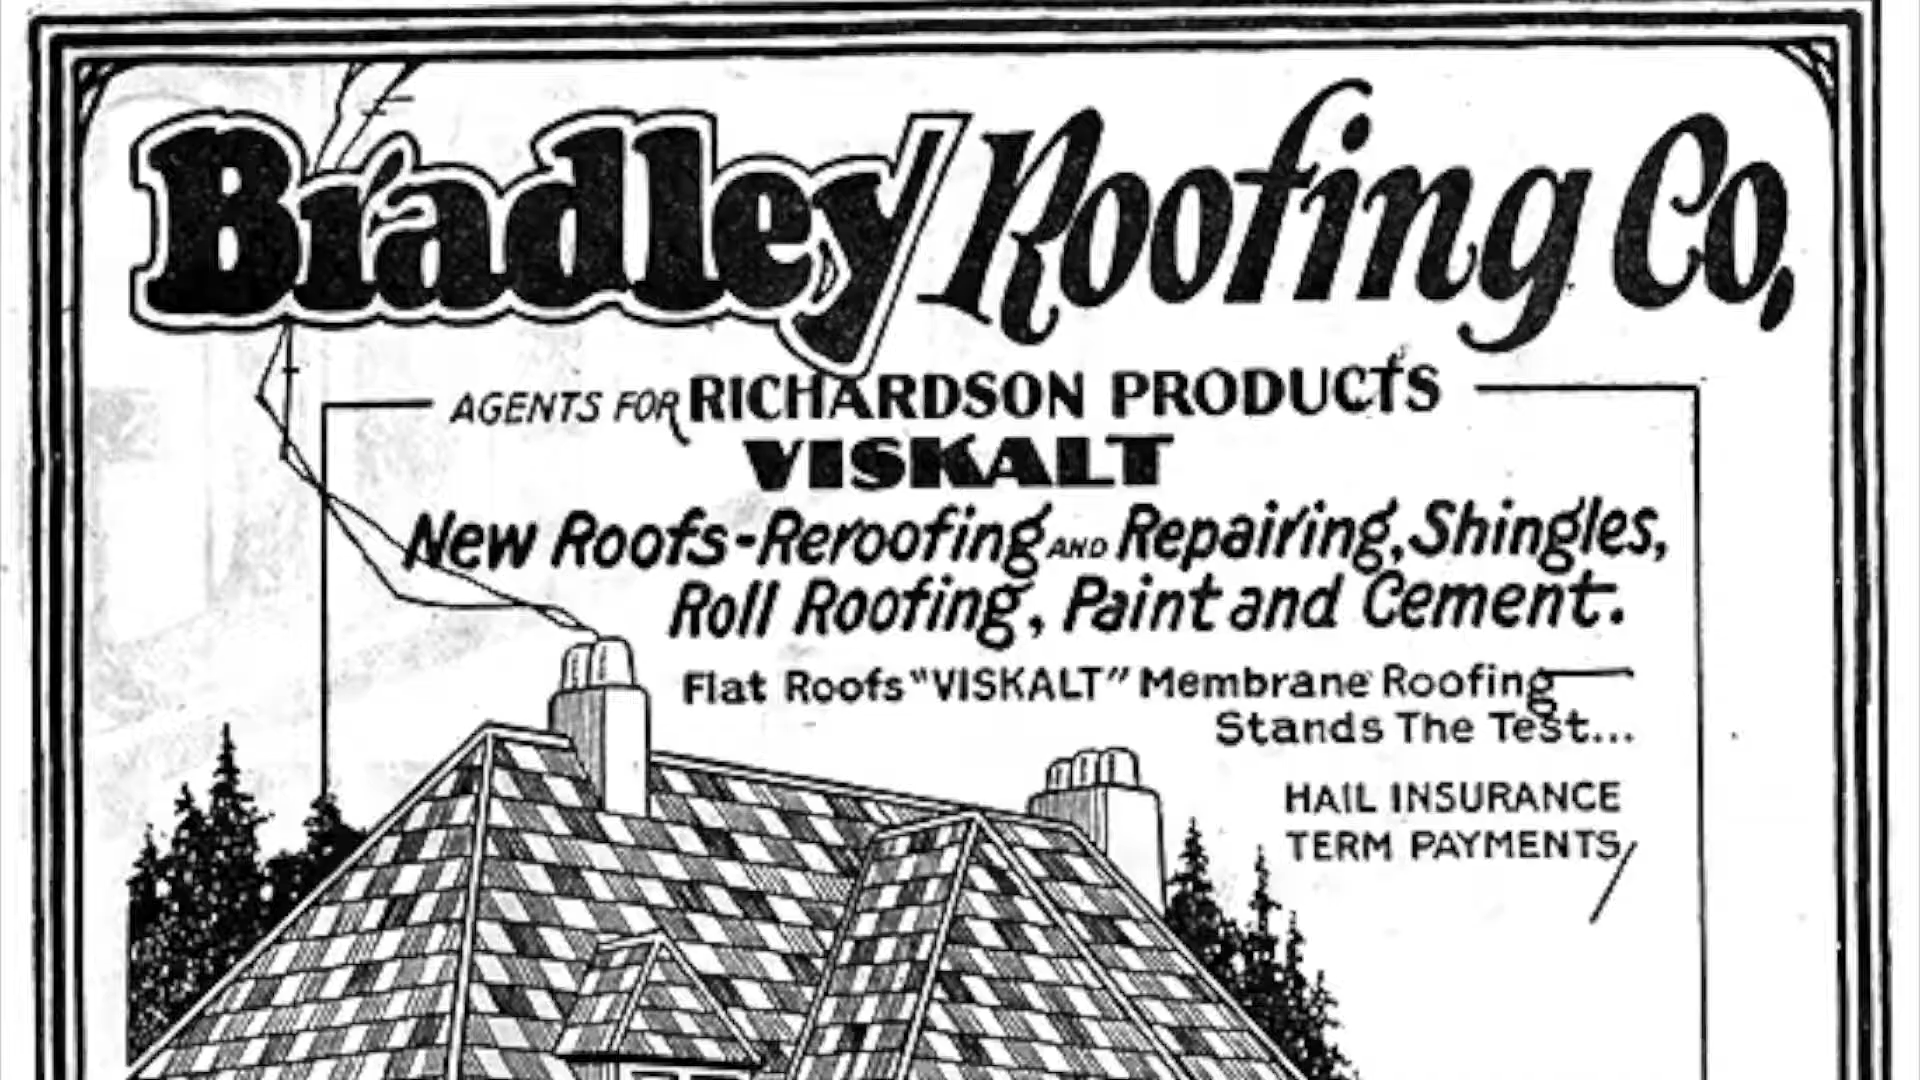 Bradley Roofing Co,
AGENTS FOR RICHARDSON PRODUCTS
VISKALT
New Roofs-Reroofing AND Repairing, Shingles,
Roll Roofing, Paint and Cement.
Flat Roofs "VISKALT" Membrane Roofing
Stands The Test...
HAIL INSURANCE
TERM PAYMENTS